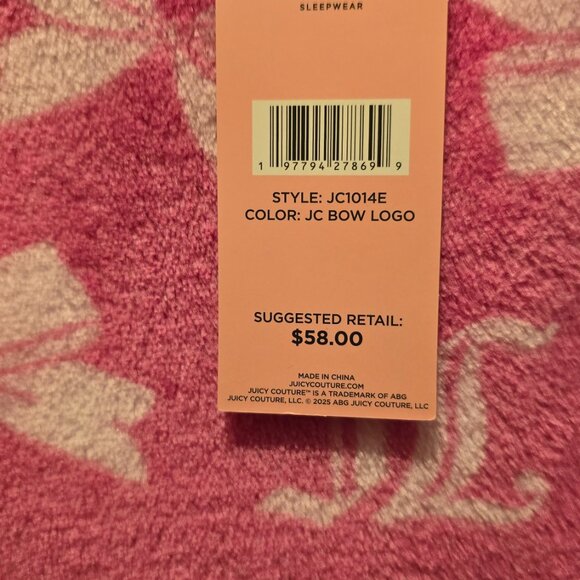 SLEEPWEAR
1 97794 27869 9
STYLE: JC1014E
COLOR: JC BOW LOGO
SUGGESTED RETAIL:
$58.00
MADE IN CHINA
JUICYCOUTURE.COM
JUICY COUTURE™ IS A TRADEMARK OF ABG
JUICY COUTURE, LLC. © 2025 ABG JUICY COUTURE, LLC